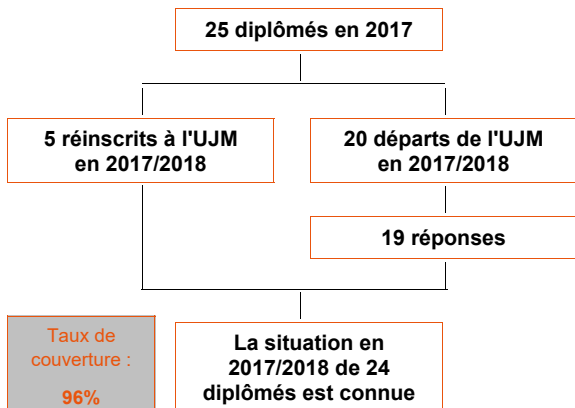 25 diplômés en 2017
5 réinscrits à l'UJM
en 2017/2018
20 départs de l'UJM
en 2017/2018
19 réponses
Taux de
couverture :
96%
La situation en
2017/2018 de 24
diplômés est connue